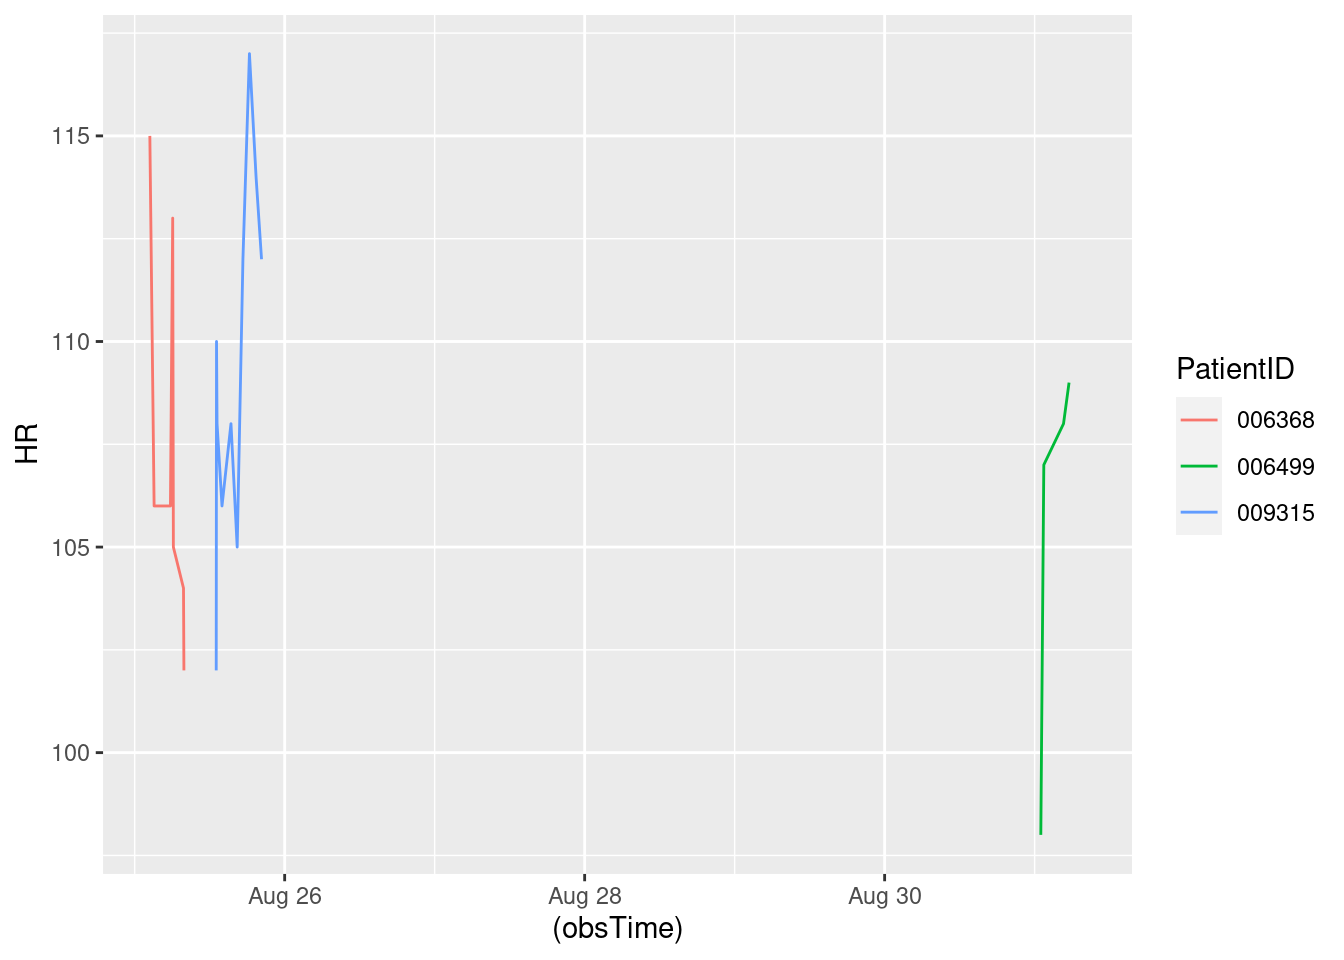 HR
115
110
105
100
Aug 26
Aug 28
Aug 30
(obsTime)
PatientID
006368
006499
009315